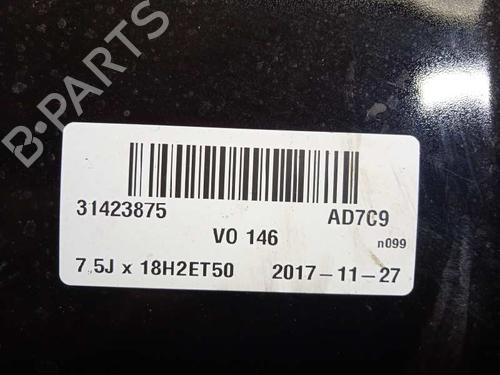 B-PARTS
31423875 AD7C9
VO 146 n099
7.5J x 18H2ET50 2017-11-27